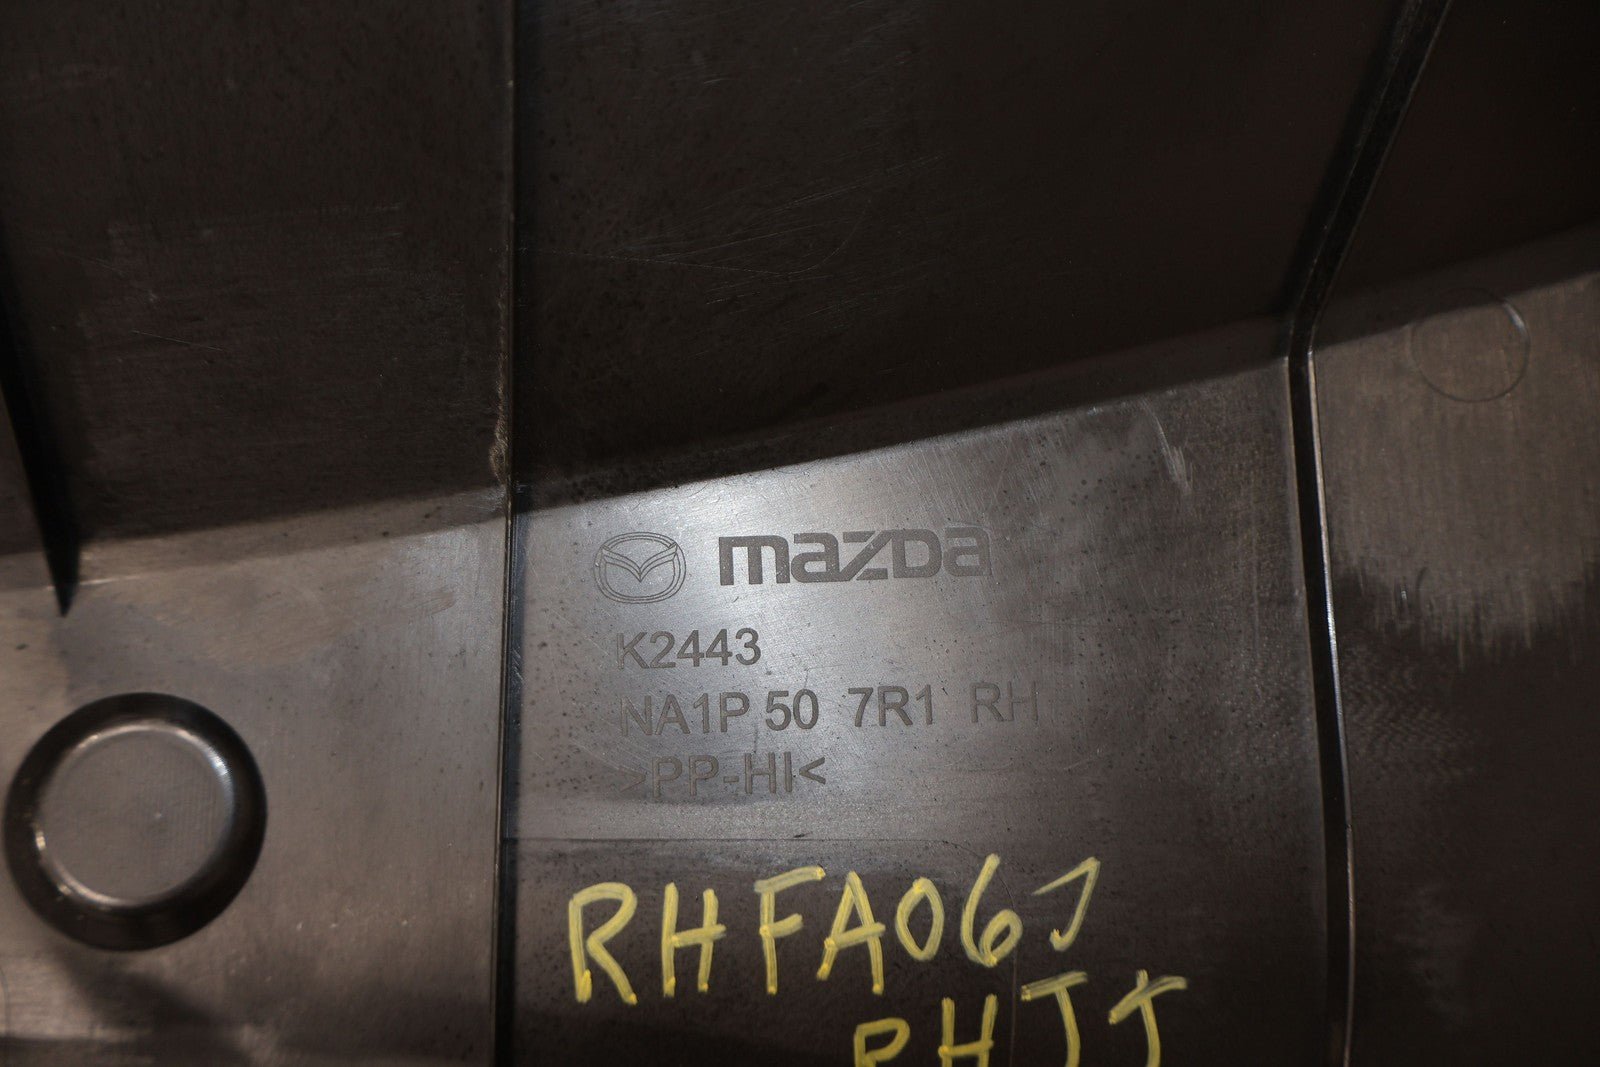 mazda
K2443
NA1P 50 7R1 RH
>PP-HI<
RHFA06J